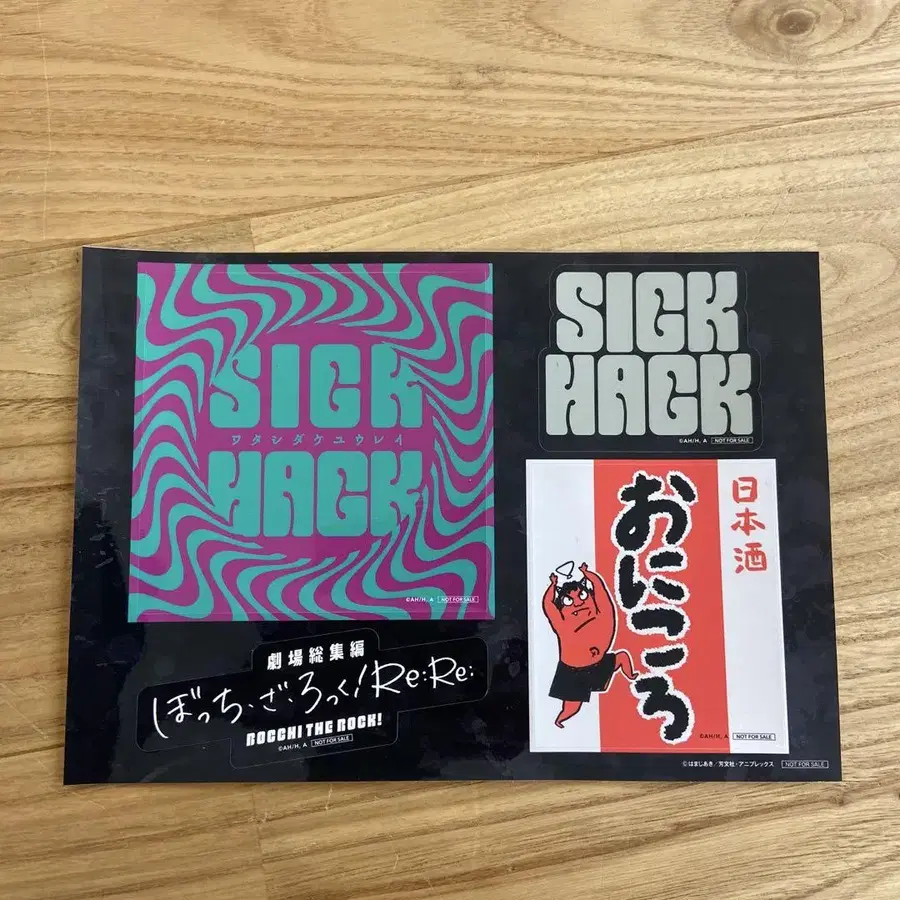 SICK
ワタシダケユウレイ
HACK
©AH/H, A NOT FOR SALE
SICK
HACK
©AH/H, A NOT FOR SALE
劇場総集編
ぼっち・ざ・ろっく！Re:Re:
BOCCHI THE ROCK!
©AH/H, A NOT FOR SALE
日本酒
おにころ
©AH/H, A NOT FOR SALE
©はまじあき／芳文社・アニプレックス NOT FOR SALE